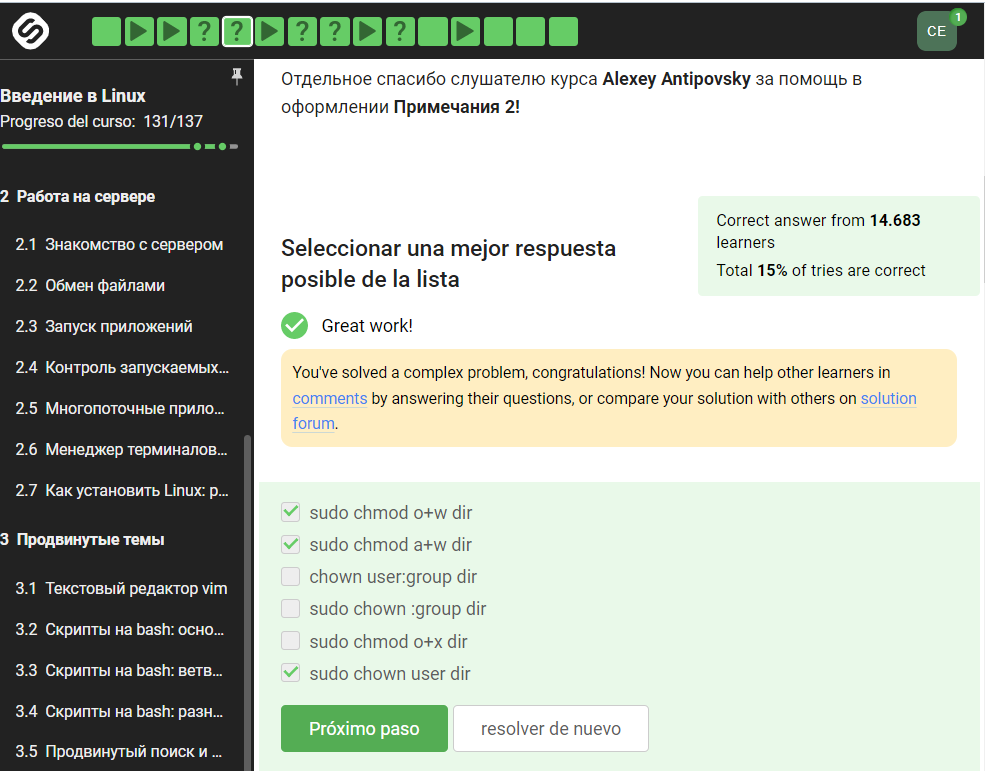 CE
1
Введение в Linux
Progreso del curso: 131/137
2 Работа на сервере
2.1 Знакомство с сервером
2.2 Обмен файлами
2.3 Запуск приложений
2.4 Контроль запускаемых...
2.5 Многопоточные прило...
2.6 Менеджер терминалов...
2.7 Как установить Linux: р...
3 Продвинутые темы
3.1 Текстовый редактор vim
3.2 Скрипты на bash: осно...
3.3 Скрипты на bash: ветв...
3.4 Скрипты на bash: разн...
3.5 Продвинутый поиск и ...
Отдельное спасибо слушателю курса Alexey Antipovsky за помощь в
оформлении Примечания 2!
Correct answer from 14.683
learners
Total 15% of tries are correct
Seleccionar una mejor respuesta
posible de la lista
Great work!
You've solved a complex problem, congratulations! Now you can help other learners in
comments by answering their questions, or compare your solution with others on solution
forum.
sudo chmod o+w dir
sudo chmod a+w dir
chown user:group dir
sudo chown :group dir
sudo chmod o+x dir
sudo chown user dir
Próximo paso
resolver de nuevo